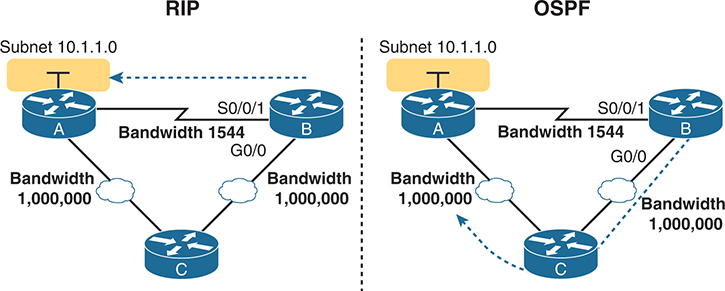 RIP
Subnet 10.1.1.0
A
S0/0/1
B
Bandwidth 1544
G0/0
Bandwidth
1,000,000
Bandwidth
1,000,000
C
OSPF
Subnet 10.1.1.0
A
S0/0/1
B
Bandwidth 1544
G0/0
Bandwidth
1,000,000
Bandwidth
1,000,000
C